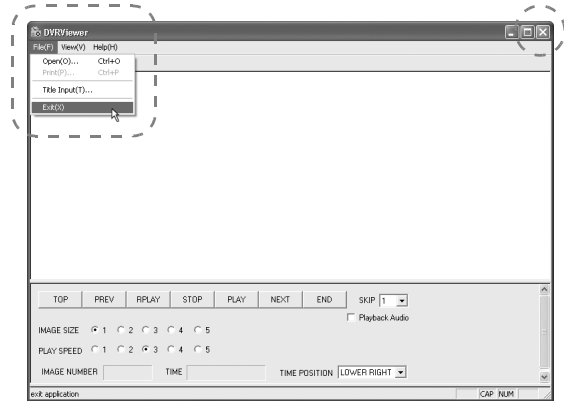 DVRViewer
File(F) View(V) Help(H)
Open(O)... Ctrl+O
Print(P)... Ctrl+P
Title Input(T)...
Exit(X)
TOP PREV RPLAY STOP PLAY NEXT END SKIP 1
Playback Audio
IMAGE SIZE 1 2 3 4 5
PLAY SPEED 1 2 3 4 5
IMAGE NUMBER TIME TIME POSITION LOWER RIGHT
exit application CAP NUM